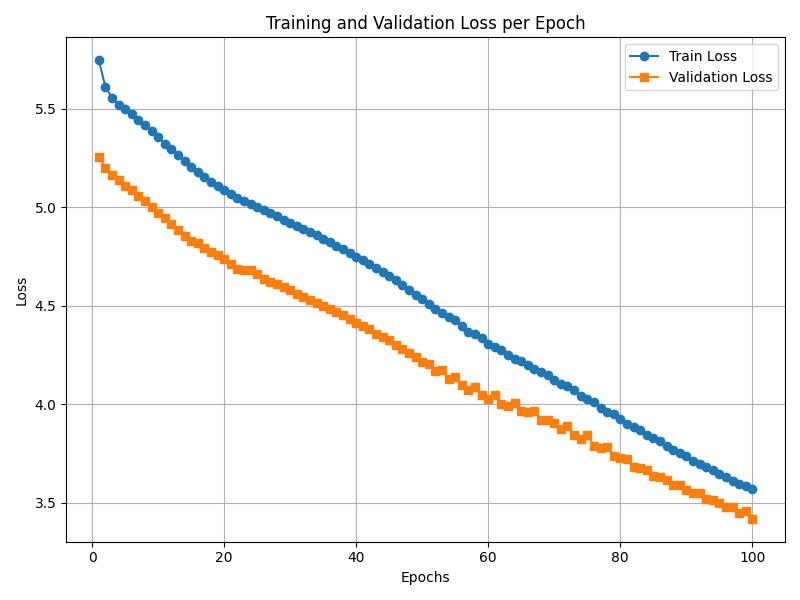 Training and Validation Loss per Epoch
Train Loss
Validation Loss
Loss
5.5
5.0
4.5
4.0
3.5
0 20 40 60 80 100
Epochs